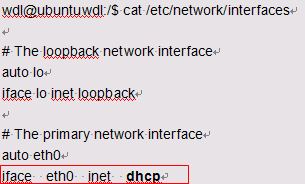 wdl@ubuntuwdl:/$ cat /etc/network/interfaces
# The loopback network interface
auto lo
iface lo inet loopback
# The primary network interface
auto eth0
iface eth0 inet dhcp